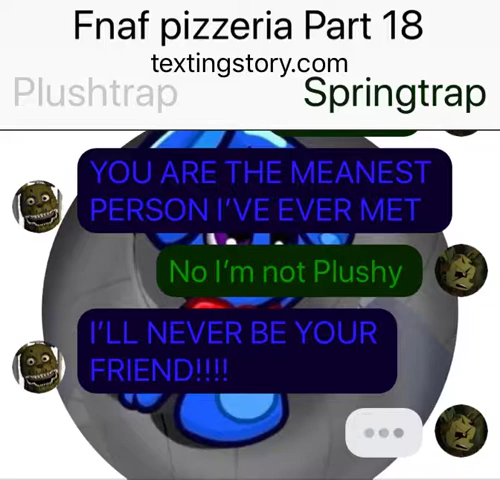 Fnaf pizzeria Part 18
textingstory.com
Plushtrap
Springtrap
YOU ARE THE MEANEST
PERSON I'VE EVER MET
No I'm not Plushy
I'LL NEVER BE YOUR
FRIEND!!!!